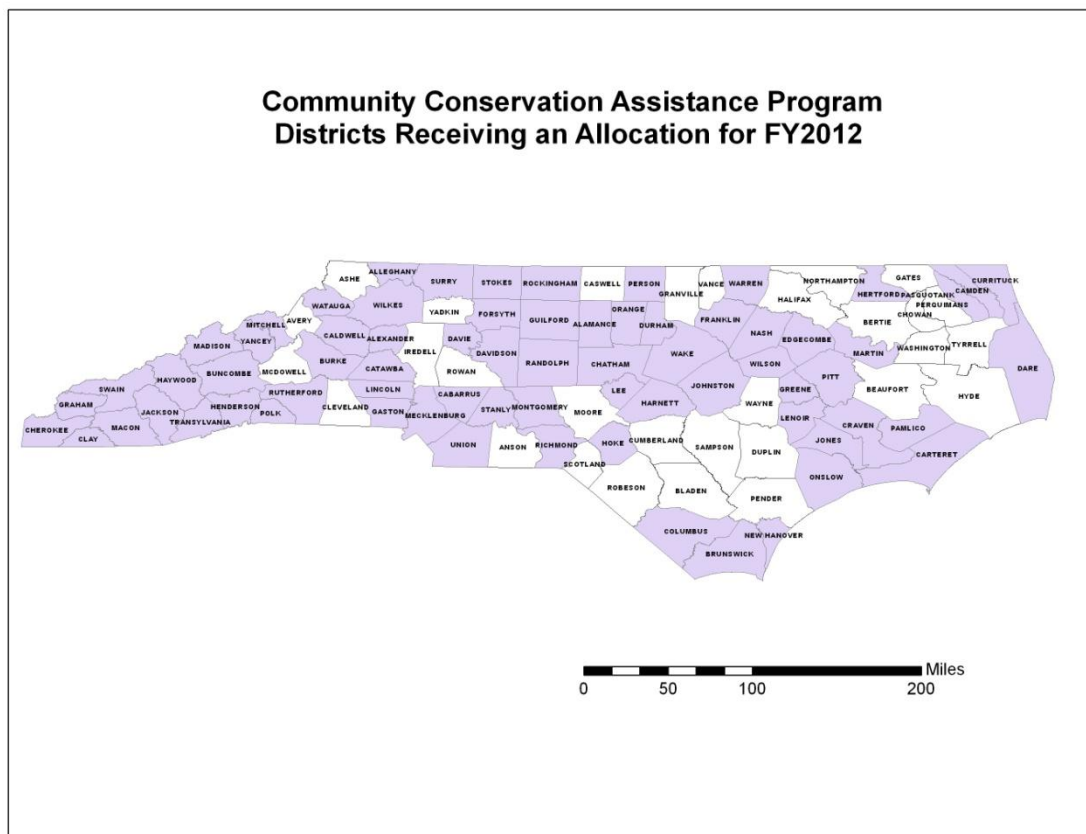 Community Conservation Assistance Program
Districts Receiving an Allocation for FY2012
ALLEGHANY
ASHE
SURRY
STOKES
ROCKINGHAM
CASWELL
PERSON
GRANVILLE
VANCE
WARREN
NORTHAMPTON
HALIFAX
HERTFORD
GATES
CURRITUCK
CAMDEN
PASQUOTANK
PERQUIMANS
CHOWAN
WATAUGA
WILKES
YADKIN
FORSYTH
GUILFORD
ALAMANCE
ORANGE
DURHAM
FRANKLIN
NASH
EDGECOMBE
BERTIE
MARTIN
WASHINGTON
TYRRELL
DARE
AVERY
MITCHELL
YANCEY
MADISON
CALDWELL
ALEXANDER
IREDELL
DAVIE
DAVIDSON
RANDOLPH
CHATHAM
WAKE
WILSON
PITT
BEAUFORT
HYDE
BUNCOMBE
MCDOWELL
BURKE
CATAWBA
ROWAN
HAYWOOD
SWAIN
GRAHAM
CHEROKEE
CLAY
MACON
JACKSON
TRANSYLVANIA
HENDERSON
POLK
RUTHERFORD
CLEVELAND
LINCOLN
GASTON
MECKLENBURG
CABARRUS
STANLY
MONTGOMERY
MOORE
LEE
HARNETT
JOHNSTON
WAYNE
GREENE
LENOIR
CRAVEN
PAMLICO
JONES
CARTERET
ONSLOW
UNION
ANSON
RICHMOND
HOKE
SCOTLAND
CUMBERLAND
SAMPSON
DUPLIN
ROBESON
BLADEN
PENDER
COLUMBUS
NEW HANOVER
BRUNSWICK
Miles
0 50 100 200